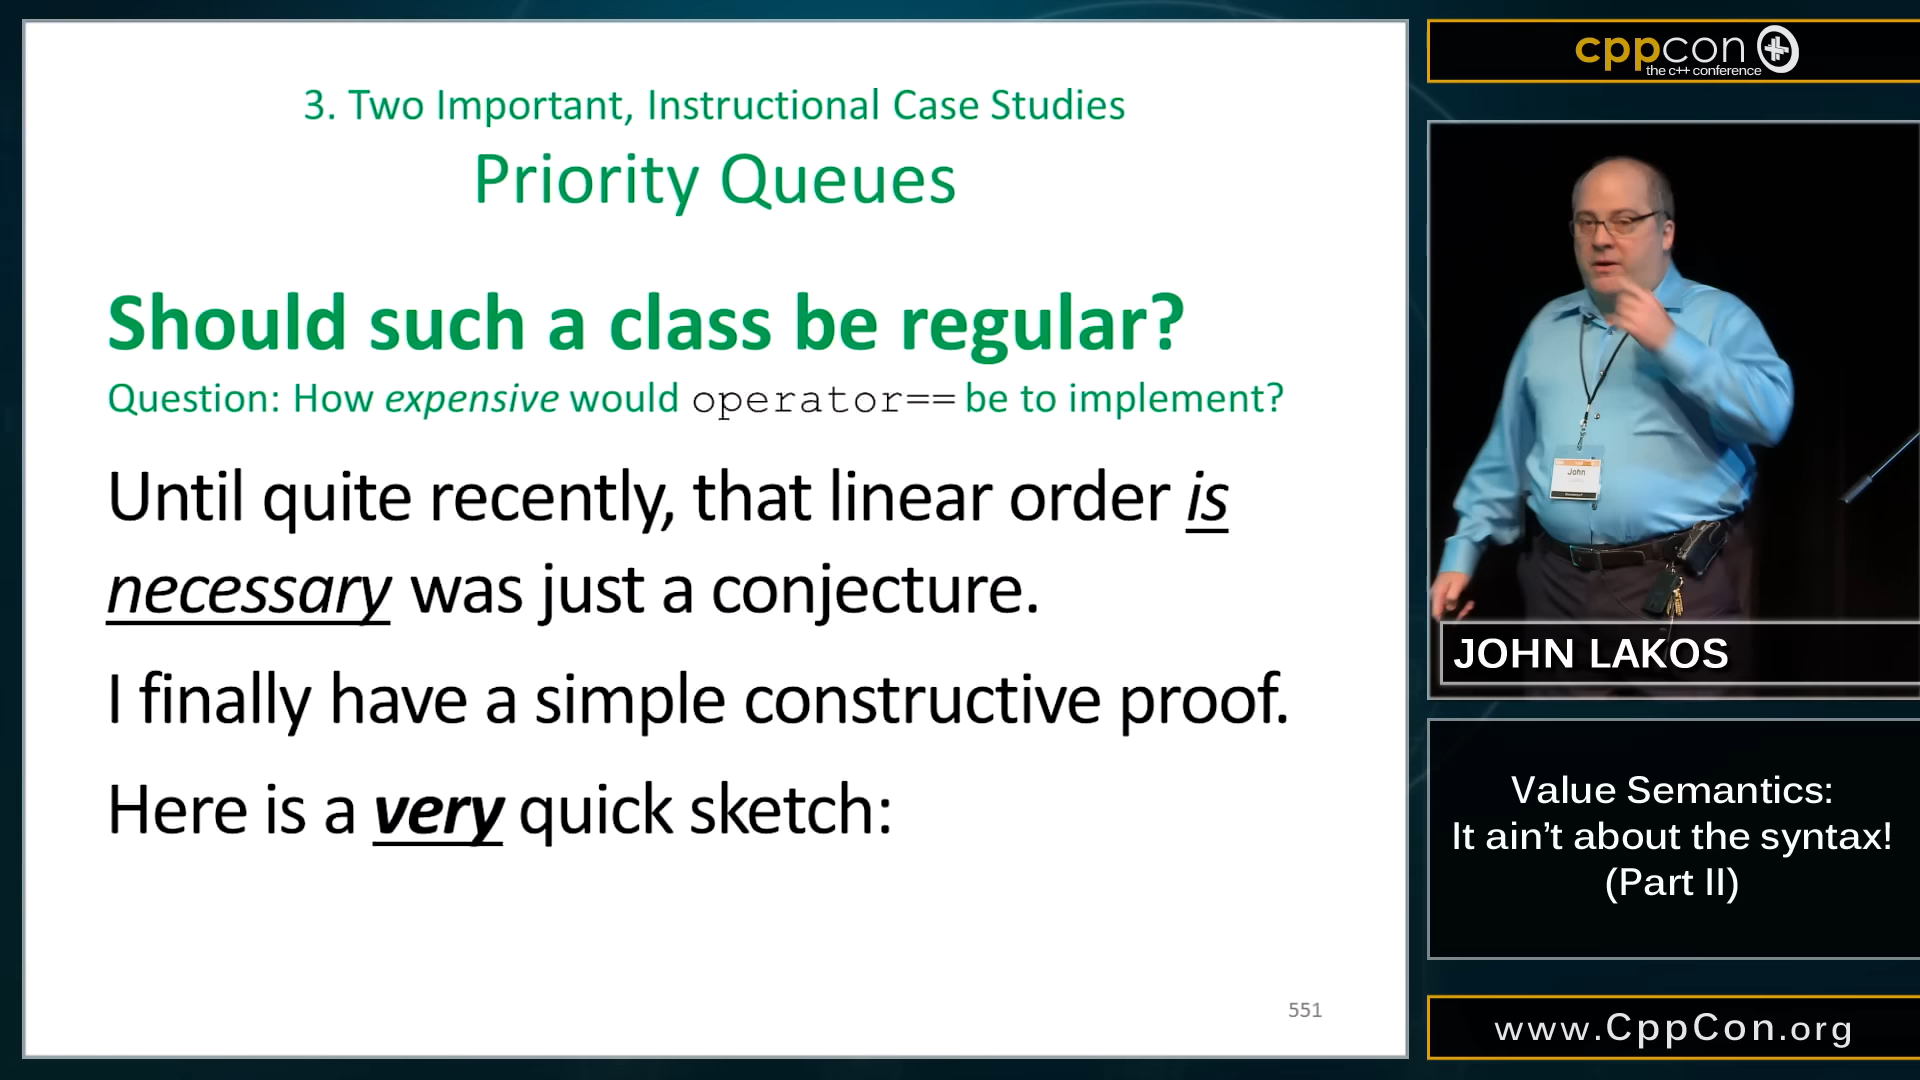 3. Two Important, Instructional Case Studies
Priority Queues
Should such a class be regular?
Question: How expensive would operator== be to implement?
Until quite recently, that linear order is
necessary was just a conjecture.
I finally have a simple constructive proof.
Here is a very quick sketch:
551
cppcon
the c++ conference
John
JOHN LAKOS
Value Semantics:
It ain’t about the syntax!
(Part II)
www.CppCon.org